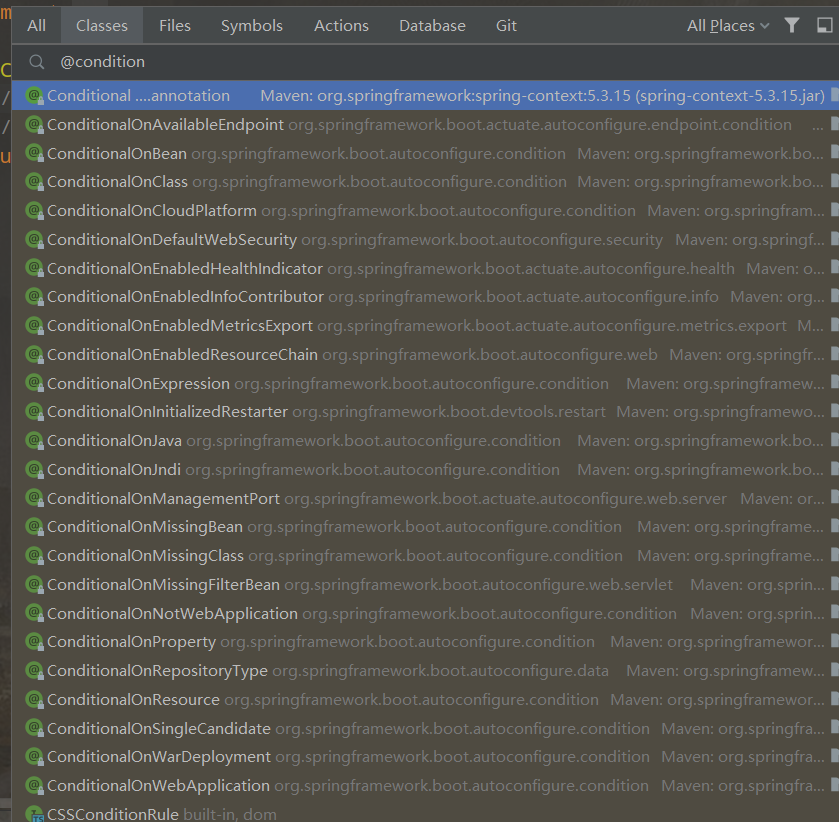 All Classes Files Symbols Actions Database Git All Places
@condition
Conditional ....annotation Maven: org.springframework:spring-context:5.3.15 (spring-context-5.3.15.jar)
ConditionalOnAvailableEndpoint org.springframework.boot.actuate.autoconfigure.endpoint.condition ...
ConditionalOnBean org.springframework.boot.autoconfigure.condition Maven: org.springframework.bo...
ConditionalOnClass org.springframework.boot.autoconfigure.condition Maven: org.springframework.bo...
ConditionalOnCloudPlatform org.springframework.boot.autoconfigure.condition Maven: org.springfram...
ConditionalOnDefaultWebSecurity org.springframework.boot.autoconfigure.security Maven: org.springf...
ConditionalOnEnabledHealthIndicator org.springframework.boot.actuate.autoconfigure.health Maven: o...
ConditionalOnEnabledInfoContributor org.springframework.boot.actuate.autoconfigure.info Maven: org...
ConditionalOnEnabledMetricsExport org.springframework.boot.actuate.autoconfigure.metrics.export M...
ConditionalOnEnabledResourceChain org.springframework.boot.autoconfigure.web Maven: org.springfr...
ConditionalOnExpression org.springframework.boot.autoconfigure.condition Maven: org.springframew...
ConditionalOnInitializedRestarter org.springframework.boot.devtools.restart Maven: org.springframewo...
ConditionalOnJava org.springframework.boot.autoconfigure.condition Maven: org.springframework.bo...
ConditionalOnJndi org.springframework.boot.autoconfigure.condition Maven: org.springframework.bo...
ConditionalOnManagementPort org.springframework.boot.actuate.autoconfigure.web.server Maven: or...
ConditionalOnMissingBean org.springframework.boot.autoconfigure.condition Maven: org.springframe...
ConditionalOnMissingClass org.springframework.boot.autoconfigure.condition Maven: org.springframe...
ConditionalOnMissingFilterBean org.springframework.boot.autoconfigure.web.servlet Maven: org.sprin...
ConditionalOnNotWebApplication org.springframework.boot.autoconfigure.condition Maven: org.sprin...
ConditionalOnProperty org.springframework.boot.autoconfigure.condition Maven: org.springframewor...
ConditionalOnRepositoryType org.springframework.boot.autoconfigure.data Maven: org.springframew...
ConditionalOnResource org.springframework.boot.autoconfigure.condition Maven: org.springframewor...
ConditionalOnSingleCandidate org.springframework.boot.autoconfigure.condition Maven: org.springfra...
ConditionalOnWarDeployment org.springframework.boot.autoconfigure.condition Maven: org.springfra...
ConditionalOnWebApplication org.springframework.boot.autoconfigure.condition Maven: org.springfra...
CSSConditionRule built-in, dom